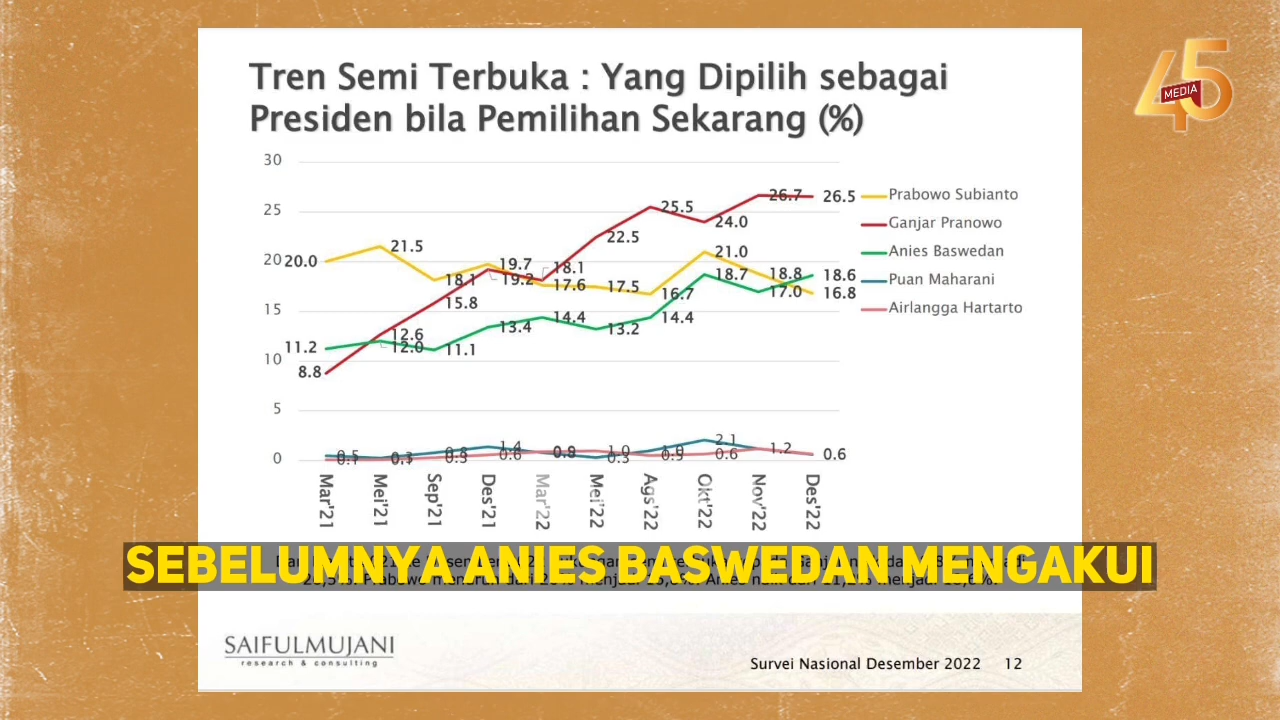 Tren Semi Terbuka : Yang Dipilih sebagai
Presiden bila Pemilihan Sekarang (%)
45
MEDIA
30
25
20
15
10
5
0
20.0
21.5
18.1
19.7
17.6
17.5
16.7
21.0
18.8
16.8
8.8
12.6
15.8
19.2
18.1
22.5
25.5
24.0
26.7
26.5
11.2
12.0
11.1
13.4
14.4
13.2
14.4
18.7
17.0
18.6
1.4
0.6
1.0
2.1
0.6
1.2
0.6
Prabowo Subianto
Ganjar Pranowo
Anies Baswedan
Puan Maharani
Airlangga Hartarto
Mar'21
Mei'21
Sep'21
Des'21
Mar'22
Mei'22
Ags'22
Okt'22
Nov'22
Des'22
SEBELUMNYA ANIES BASWEDAN MENGAKUI
SAIFULMUJANI
research & consulting
Survei Nasional Desember 2022 12